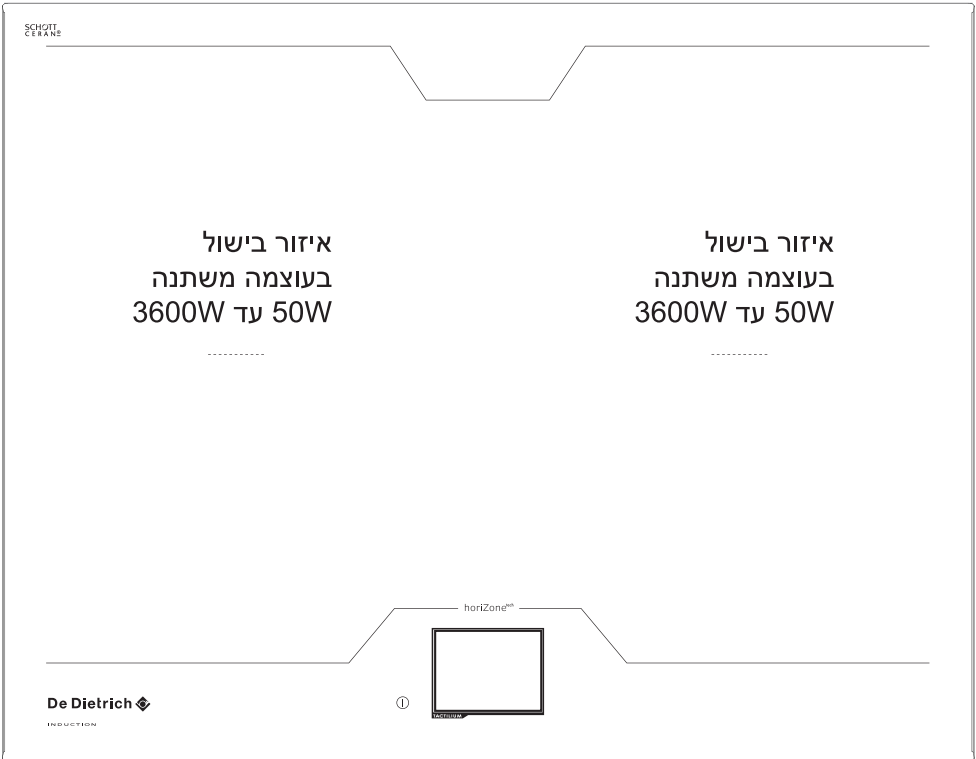 SCHOTT
CERAN®
איזור בישול
בעוצמה משתנה
50W עד 3600W
איזור בישול
בעוצמה משתנה
50W עד 3600W
horiZone tech
De Dietrich
INDUCTION
TACTILIUM